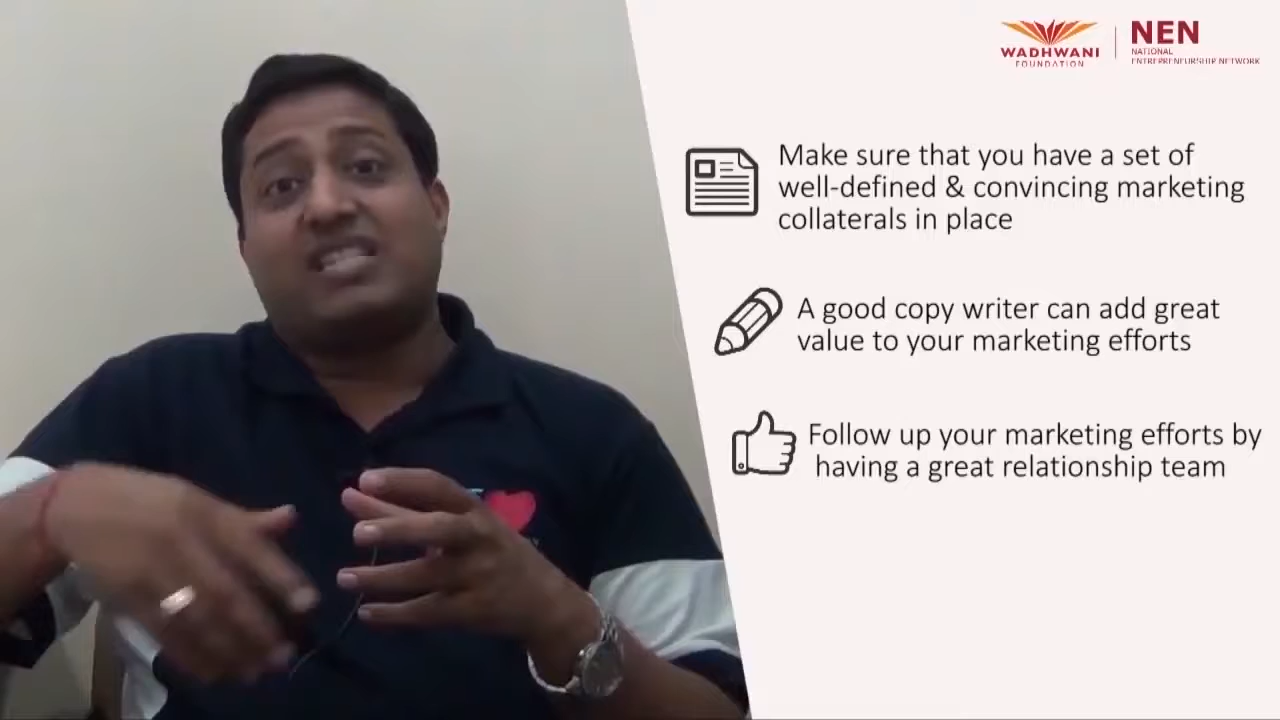 WADHWANI
FOUNDATION
NEN
NATIONAL
ENTREPRENEURSHIP NETWORK
Make sure that you have a set of
well-defined & convincing marketing
collaterals in place
A good copy writer can add great
value to your marketing efforts
Follow up your marketing efforts by
having a great relationship team